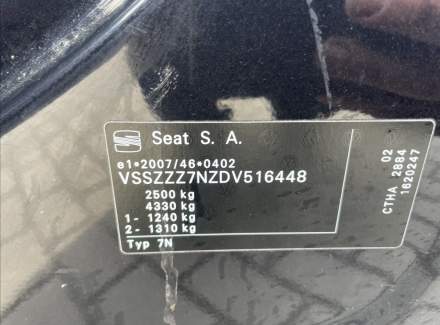 Seat S. A.
e1*2007/46*0402
VSSZZZ7NZDV516448
2500 kg
4330 kg
1- 1240 kg
2- 1310 kg
Typ 7N
02
CTHA 2884
1620247